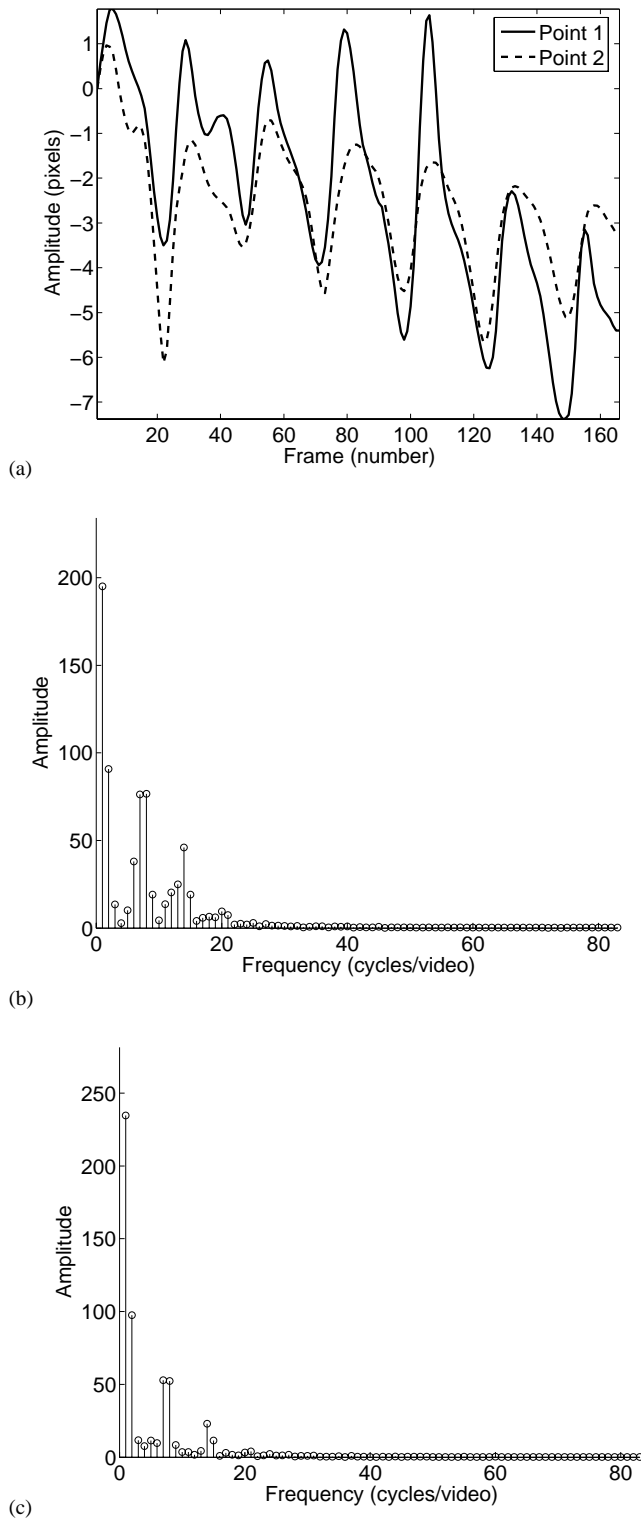 Point 1
Point 2
1
0
−1
−2
−3
−4
−5
−6
−7
Amplitude (pixels)
20 40 60 80 100 120 140 160
Frame (number)
(a)
200
150
100
50
0
Amplitude
0 20 40 60 80
Frequency (cycles/video)
(b)
250
200
150
100
50
0
Amplitude
0 20 40 60 80
Frequency (cycles/video)
(c)